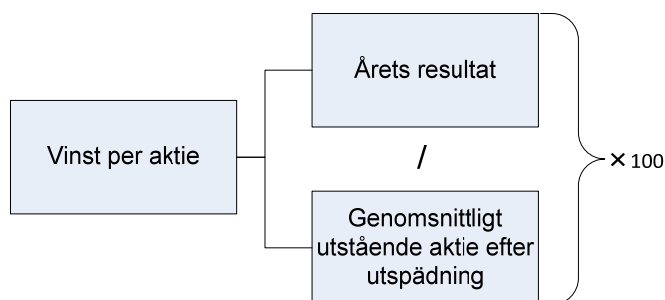 Årets resultat
Vinst per aktie
/
× 100
Genomsnittligt
utstående aktie efter
utspädning